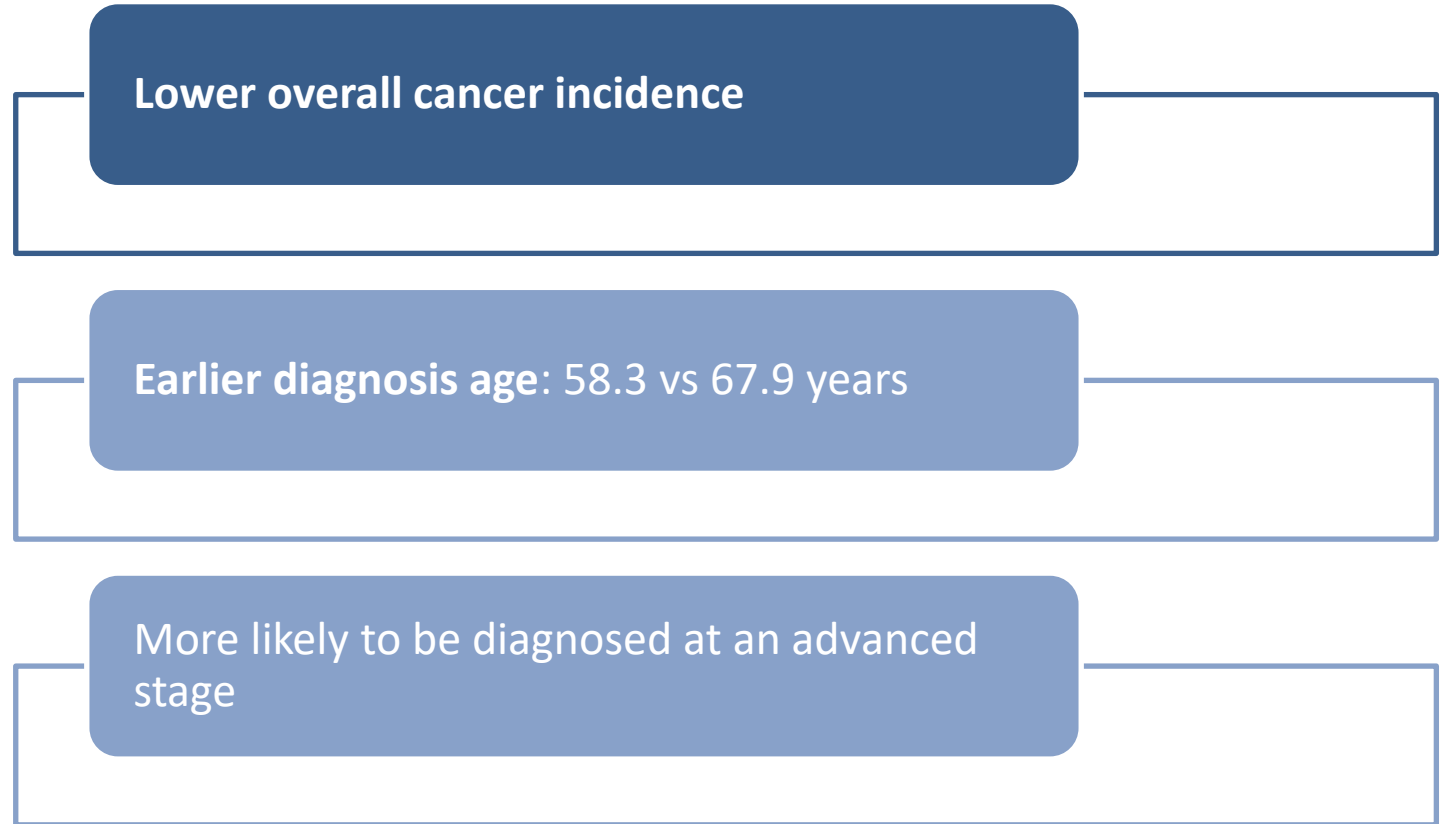 Lower overall cancer incidence
Earlier diagnosis age: 58.3 vs 67.9 years
More likely to be diagnosed at an advanced
stage